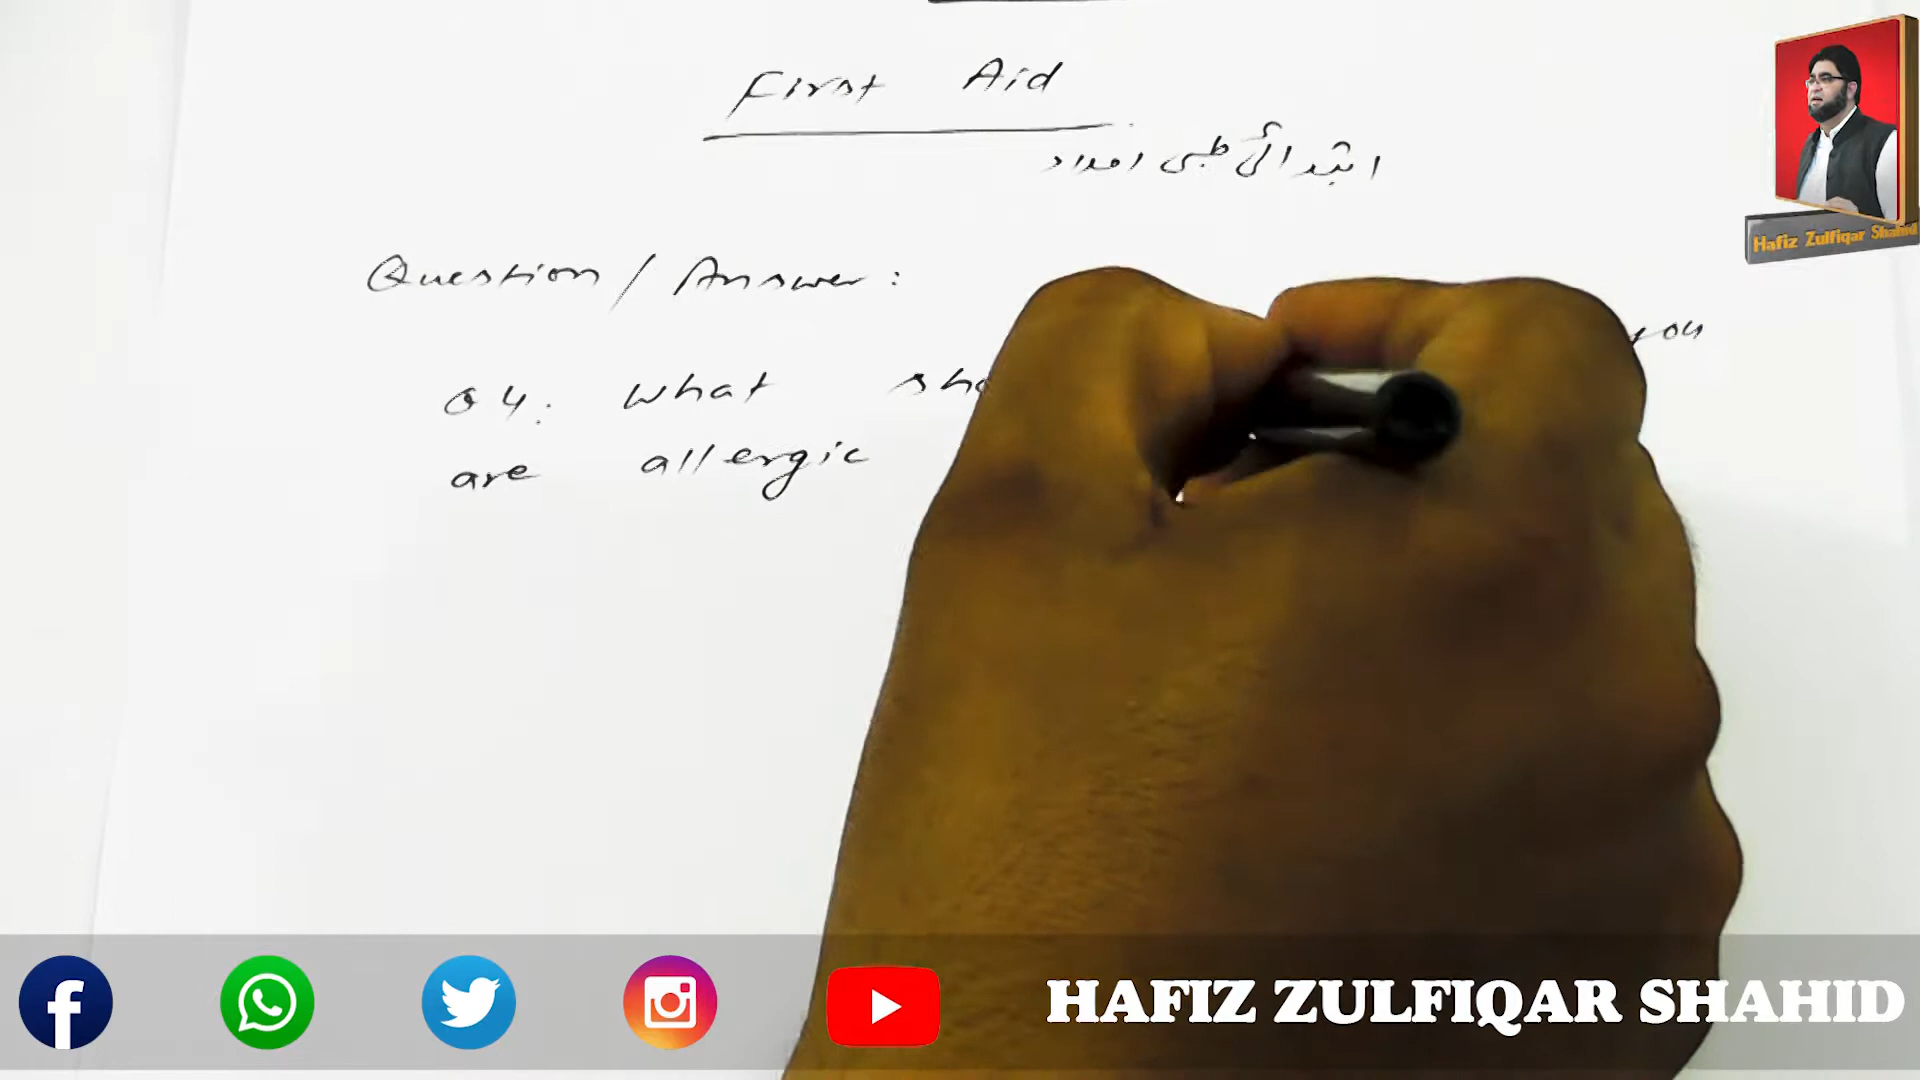 First Aid
ابتدائی طبی امداد
Question / Answer:
Q4: What you
are allergic
Hafiz Zulfiqar Shahid
HAFIZ ZULFIQAR SHAHID